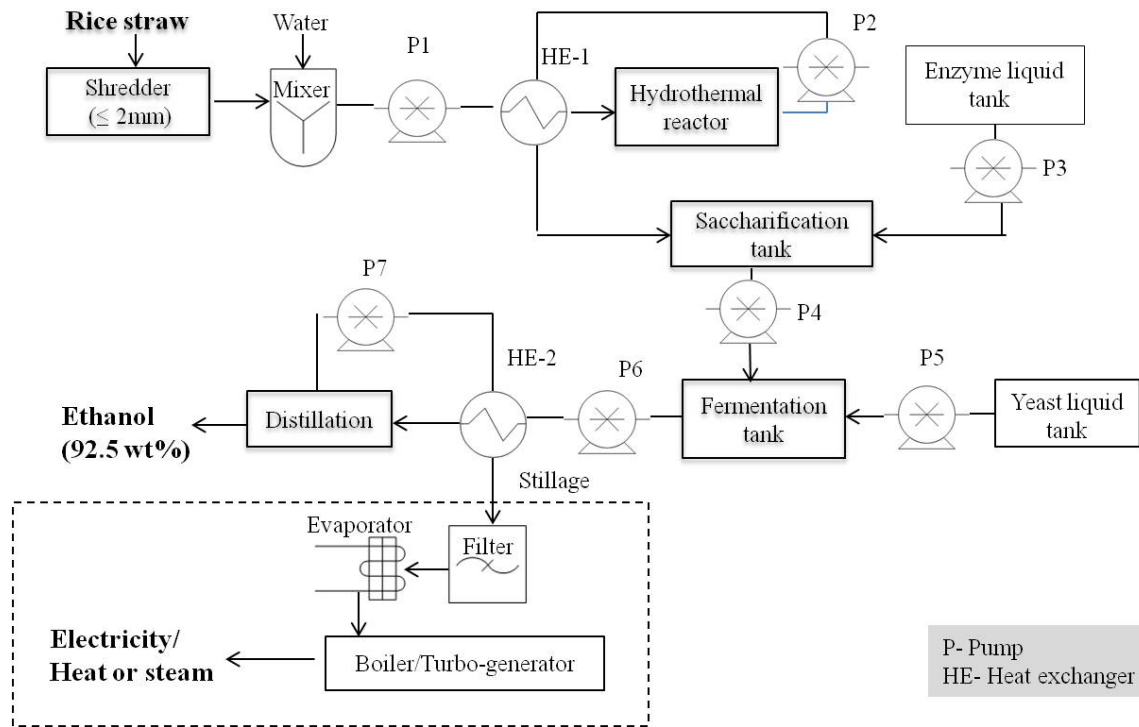 Rice straw
Water
P1
P2
HE-1
Shredder
(≤ 2mm)
Mixer
Hydrothermal
reactor
Enzyme liquid
tank
P3
Saccharification
tank
P7
P4
HE-2
P6
P5
Ethanol
(92.5 wt%)
Distillation
Fermentation
tank
Yeast liquid
tank
Stillage
Evaporator
Filter
Electricity/
Heat or steam
Boiler/Turbo-generator
P- Pump
HE- Heat exchanger